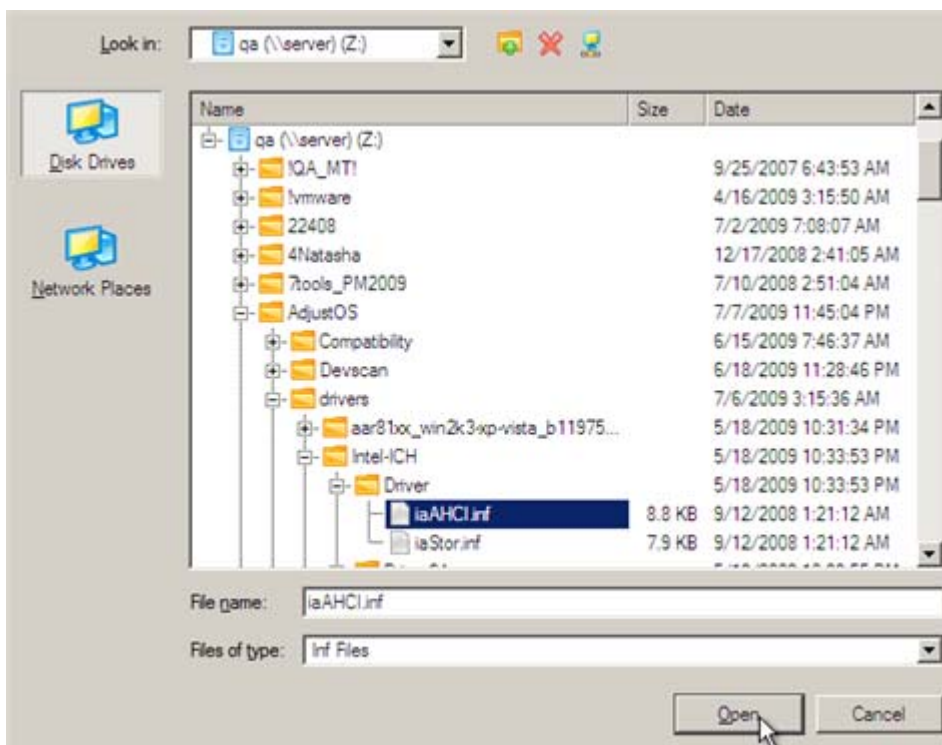 Look in: qa (\\server) (Z:)
Disk Drives
Network Places
Name Size Date
qa (\\server) (Z:)
!QA_MT! 9/25/2007 6:43:53 AM
!vmware 4/16/2009 3:15:50 AM
22408 7/2/2009 7:08:07 AM
4Natasha 12/17/2008 2:41:05 AM
7tools_PM2009 7/10/2008 2:51:04 AM
AdjustOS 7/7/2009 11:45:04 PM
Compatibility 6/15/2009 7:46:37 AM
Devscan 6/18/2009 11:28:46 PM
drivers 7/6/2009 3:15:36 AM
aar81xx_win2k3-xp-vista_b11975... 5/18/2009 10:31:34 PM
Intel-ICH 5/18/2009 10:33:53 PM
Driver 5/18/2009 10:33:53 PM
iaAHCI.inf 8.8 KB 9/12/2008 1:21:12 AM
iaStor.inf 7.9 KB 9/12/2008 1:21:12 AM
File name: iaAHCI.inf
Files of type: Inf Files
Open Cancel